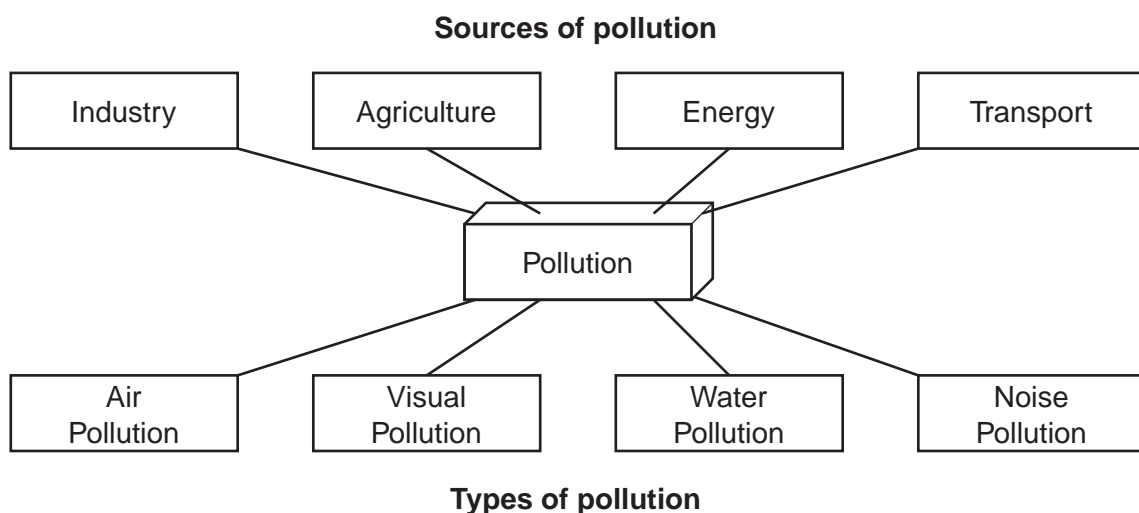 Sources of pollution
Industry
Agriculture
Energy
Transport
Pollution
Air
Pollution
Visual
Pollution
Water
Pollution
Noise
Pollution
Types of pollution